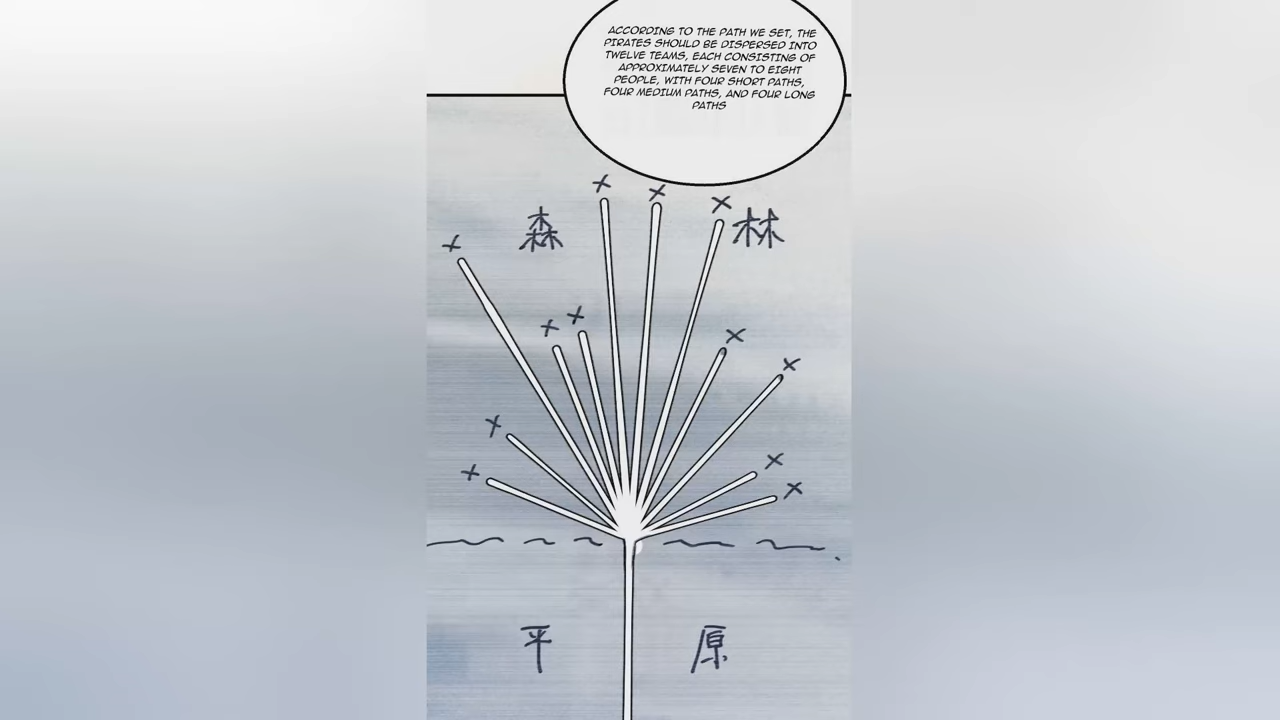 ACCORDING TO THE PATH WE SET, THE
PIRATES SHOULD BE DISPERSED INTO
TWELVE TEAMS, EACH CONSISTING OF
APPROXIMATELY SEVEN TO EIGHT
PEOPLE, WITH FOUR SHORT PATHS,
FOUR MEDIUM PATHS, AND FOUR LONG
PATHS
森 林
平 原